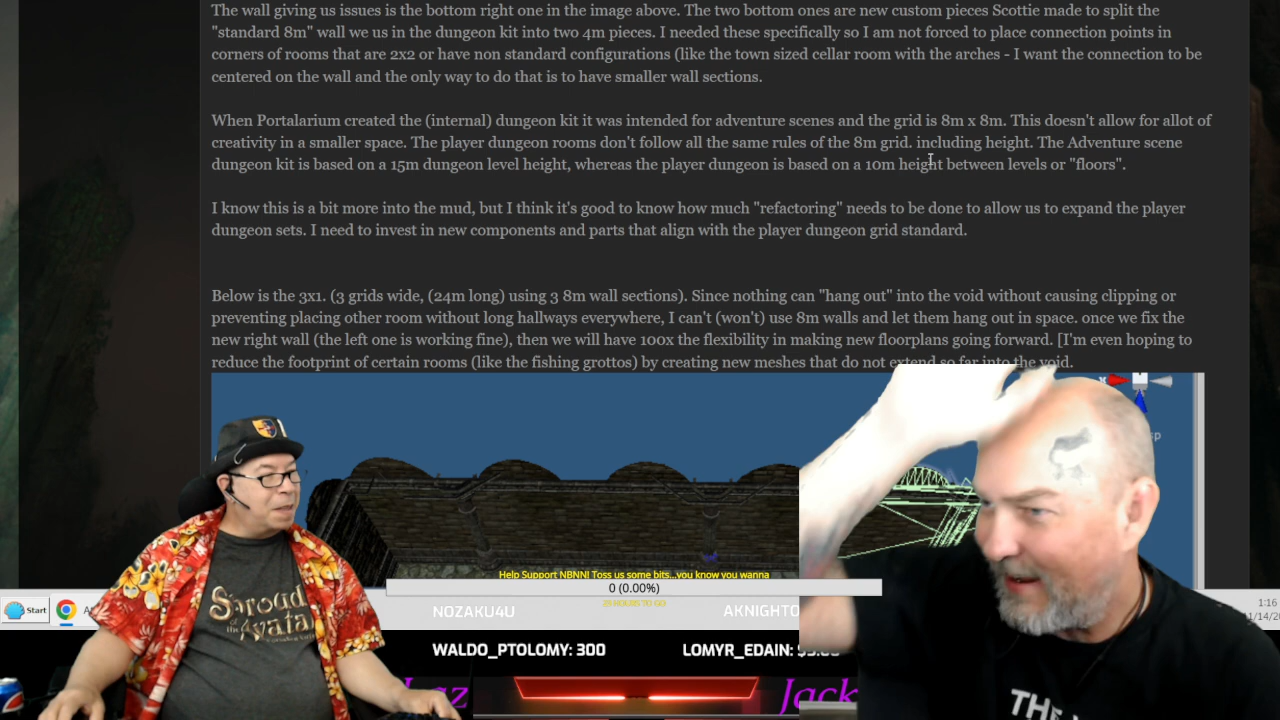 The wall giving us issues is the bottom right one in the image above. The two bottom ones are new custom pieces Scottie made to split the
"standard 8m" wall we us in the dungeon kit into two 4m pieces. I needed these specifically so I am not forced to place connection points in
corners of rooms that are 2x2 or have non standard configurations (like the town sized cellar room with the arches - I want the connection to be
centered on the wall and the only way to do that is to have smaller wall sections.
When Portalarium created the (internal) dungeon kit it was intended for adventure scenes and the grid is 8m x 8m. This doesn't allow for allot of
creativity in a smaller space. The player dungeon rooms don't follow all the same rules of the 8m grid. including height. The Adventure scene
dungeon kit is based on a 15m dungeon level height, whereas the player dungeon is based on a 10m height between levels or "floors".
I know this is a bit more into the mud, but I think it's good to know how much "refactoring" needs to be done to allow us to expand the player
dungeon sets. I need to invest in new components and parts that align with the player dungeon grid standard.
Below is the 3x1. (3 grids wide, (24m long) using 3 8m wall sections). Since nothing can "hang out" into the void without causing clipping or
preventing placing other room without long hallways everywhere, I can't (won't) use 8m walls and let them hang out in space. once we fix the
new right wall (the left one is working fine), then we will have 100x the flexibility in making new floorplans going forward. [I'm even hoping to
reduce the footprint of certain rooms (like the fishing grottos) by creating new meshes that do not extend so far into the void.
x
Shroud
of the
Avatar
Help Support NBNN! Toss us some bits...you know you wanna
0 (0.00%)
Start
1:16
NOZAKU4U
AKNIGHTO
WALDO_PTOLOMY: 300
LOMYR_EDAIN:
Jack
THE